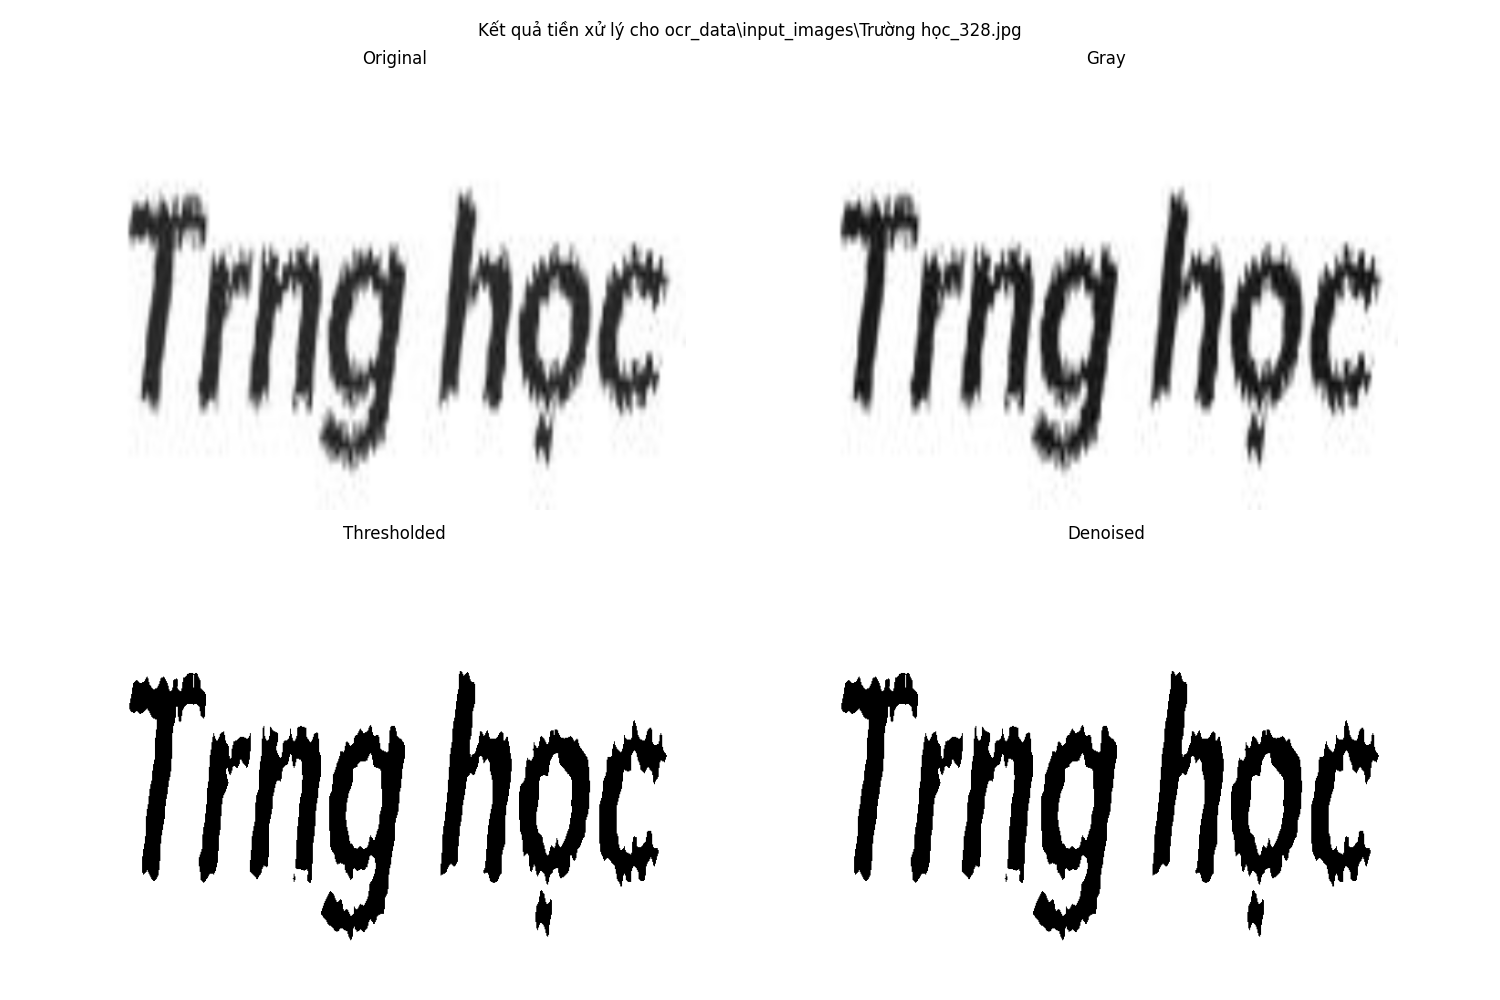 Kết quả tiền xử lý cho ocr_data\input_images\Trường học_328.jpg
Original
Gray
Trng học
Trng học
Thresholded
Denoised
Trng học
Trng học